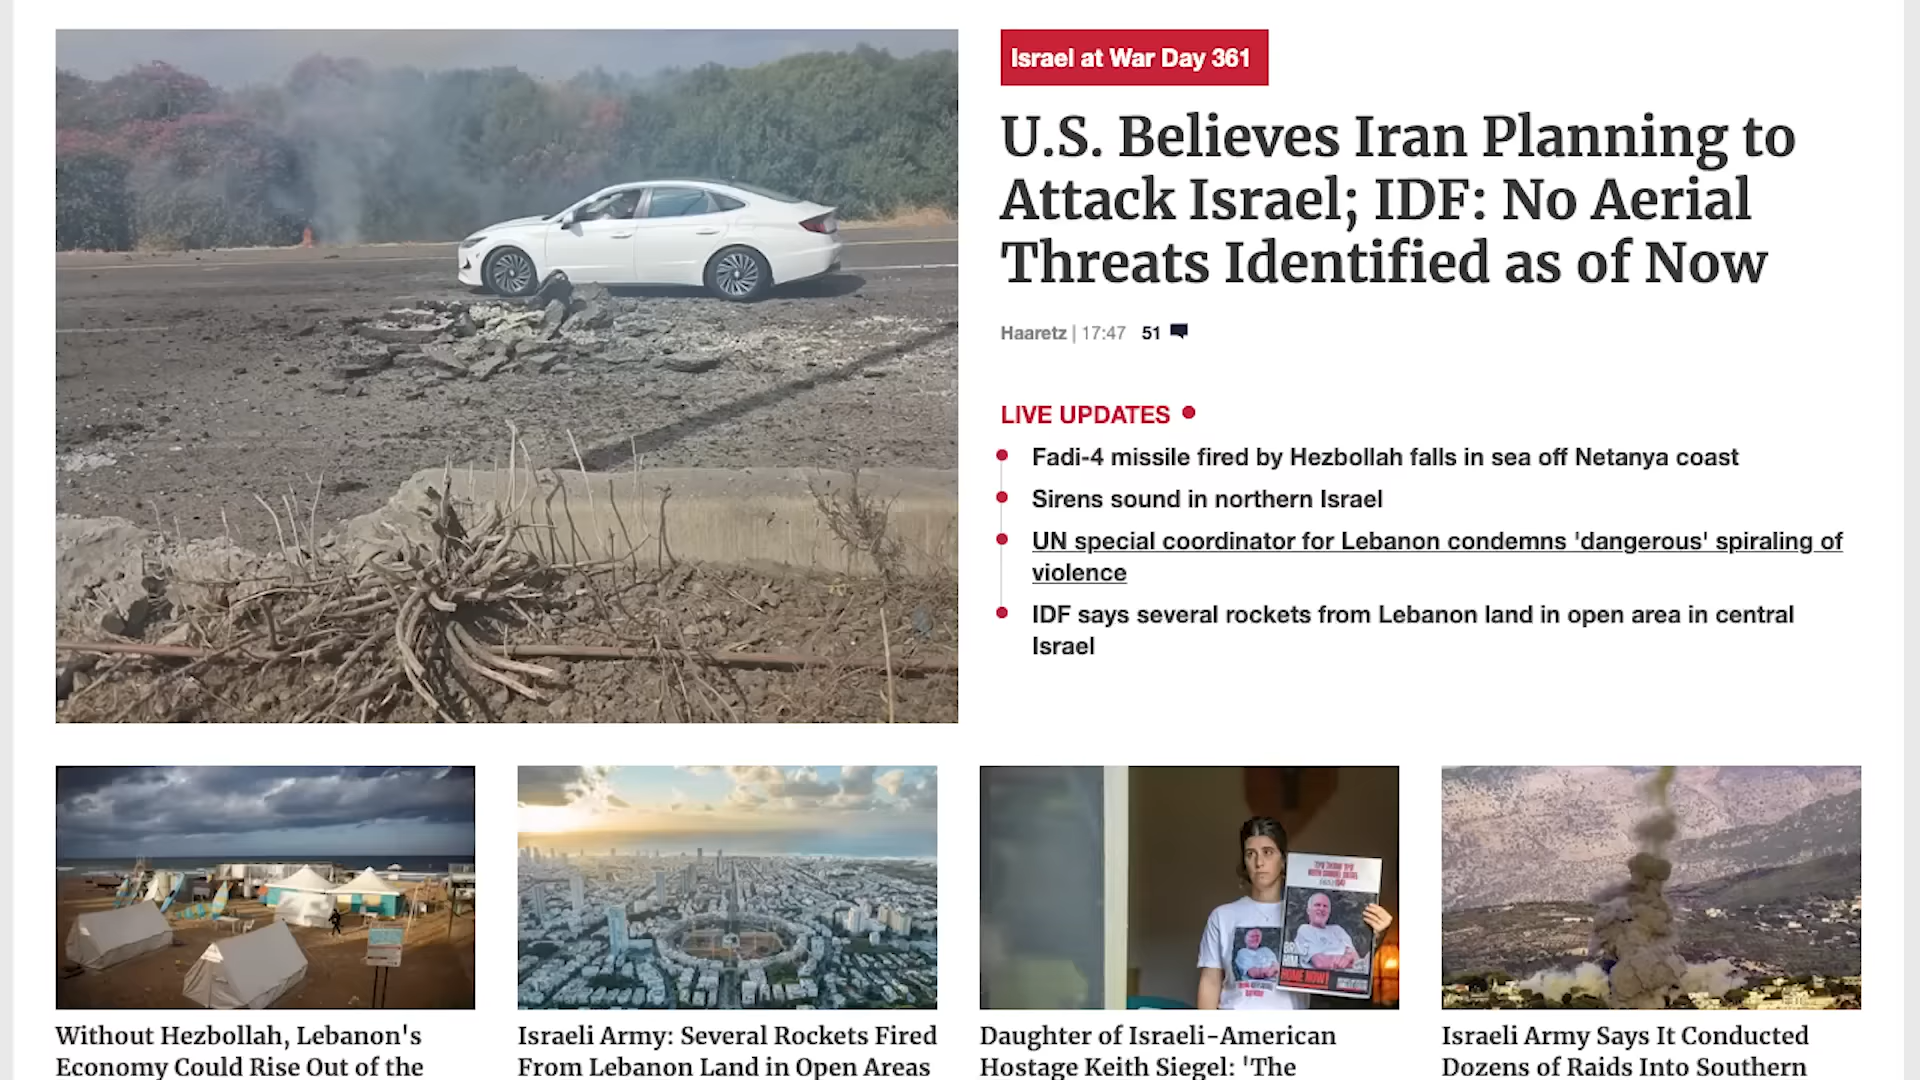 Israel at War Day 361
U.S. Believes Iran Planning to
Attack Israel; IDF: No Aerial
Threats Identified as of Now
Haaretz | 17:47 51
LIVE UPDATES
Fadi-4 missile fired by Hezbollah falls in sea off Netanya coast
Sirens sound in northern Israel
UN special coordinator for Lebanon condemns 'dangerous' spiraling of
violence
IDF says several rockets from Lebanon land in open area in central
Israel
HOME NOW!
Without Hezbollah, Lebanon's
Economy Could Rise Out of the
Israeli Army: Several Rockets Fired
From Lebanon Land in Open Areas
Daughter of Israeli-American
Hostage Keith Siegel: 'The
Israeli Army Says It Conducted
Dozens of Raids Into Southern